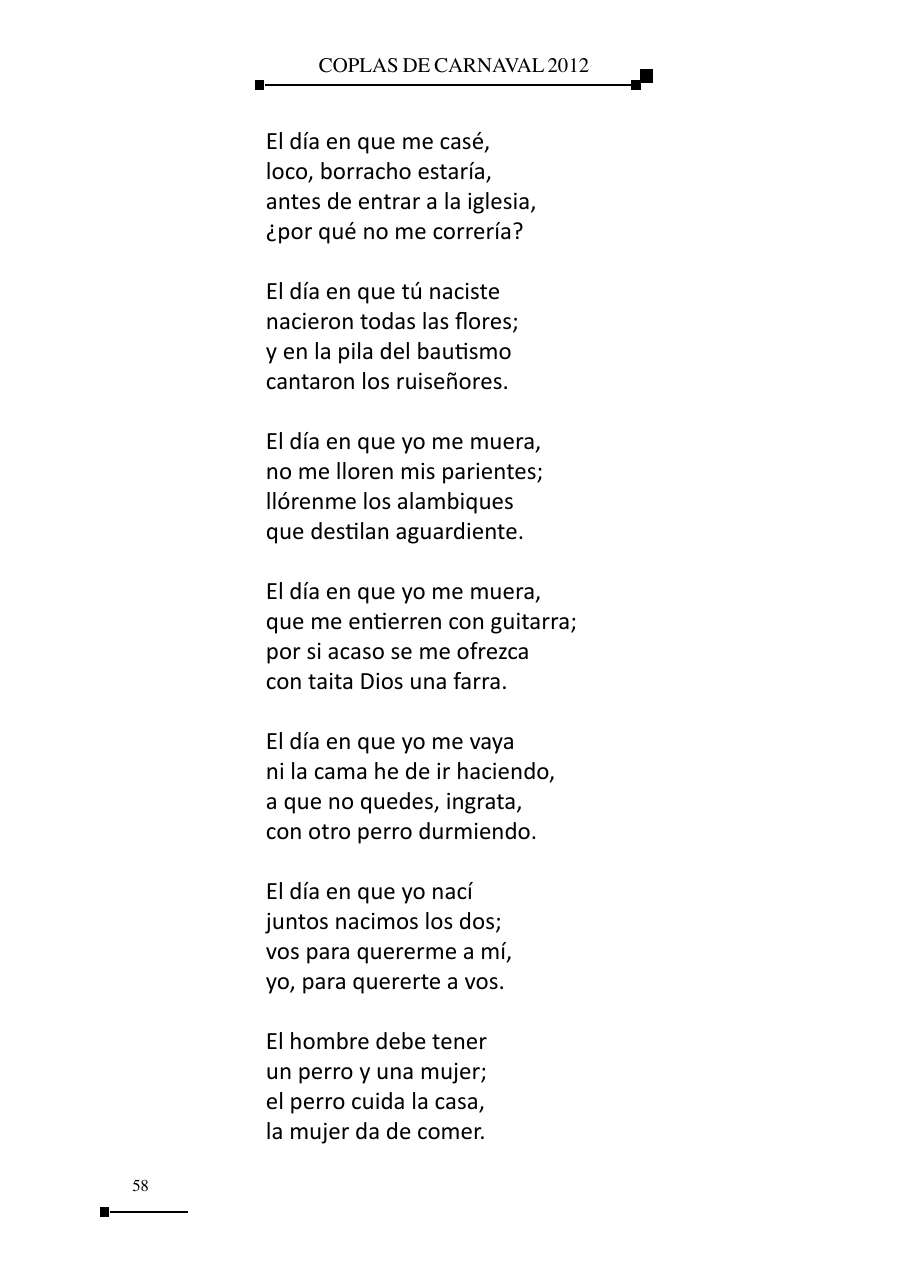 COPLAS DE CARNAVAL 2012
El día en que me casé,
loco, borracho estaría,
antes de entrar a la iglesia,
¿por qué no me correría?
El día en que tú naciste
nacieron todas las flores;
y en la pila del bautismo
cantaron los ruiseñores.
El día en que yo me muera,
no me lloren mis parientes;
llórenme los alambiques
que destilan aguardiente.
El día en que yo me muera,
que me entierren con guitarra;
por si acaso se me ofrezca
con taita Dios una farra.
El día en que yo me vaya
ni la cama he de ir haciendo,
a que no quedes, ingrata,
con otro perro durmiendo.
El día en que yo nací
juntos nacimos los dos;
vos para quererme a mí,
yo, para quererte a vos.
El hombre debe tener
un perro y una mujer;
el perro cuida la casa,
la mujer da de comer.
58